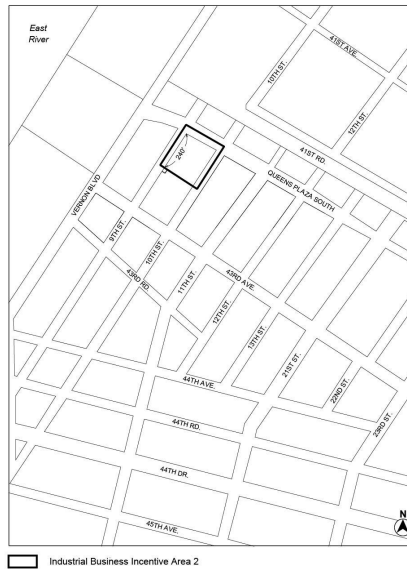 East
River
41ST AVE.
10TH ST.
12TH ST.
41ST RD.
240'
QUEENS PLAZA SOUTH
VERNON BLVD
9TH ST.
10TH ST.
43RD RD.
11TH ST.
43RD AVE.
12TH ST.
13TH ST.
21ST ST.
22ND ST.
23RD ST.
44TH AVE.
44TH RD.
44TH DR.
45TH AVE.
N
Industrial Business Incentive Area 2